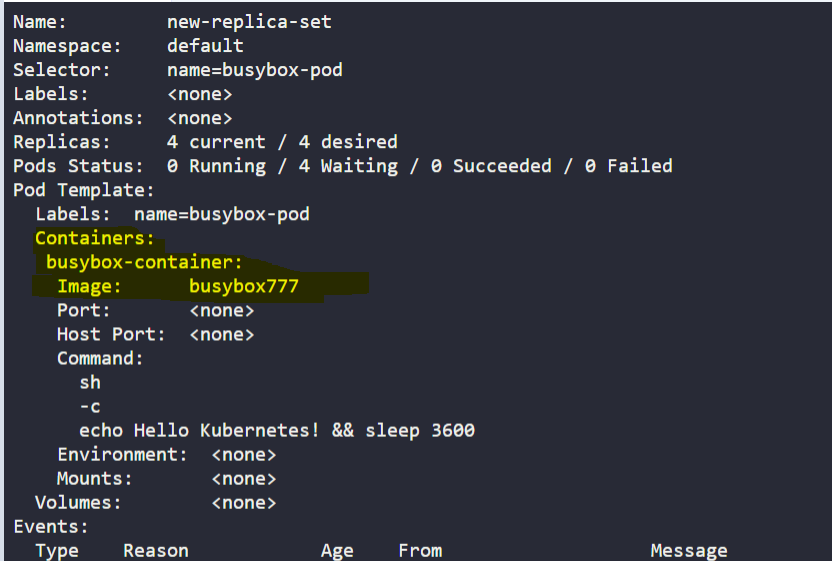 Name: new-replica-set
Namespace: default
Selector: name=busybox-pod
Labels: <none>
Annotations: <none>
Replicas: 4 current / 4 desired
Pods Status: 0 Running / 4 Waiting / 0 Succeeded / 0 Failed
Pod Template:
Labels: name=busybox-pod
Containers:
busybox-container:
Image: busybox777
Port: <none>
Host Port: <none>
Command:
sh
-c
echo Hello Kubernetes! && sleep 3600
Environment: <none>
Mounts: <none>
Volumes: <none>
Events:
Type Reason Age From Message